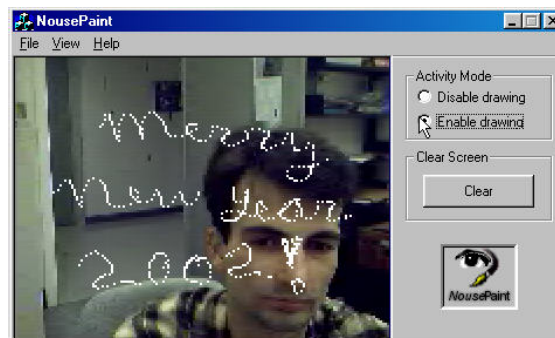 NousePaint
File View Help
Merry
New Year
2002!
Activity Mode
Disable drawing
Enable drawing
Clear Screen
Clear
NousePaint